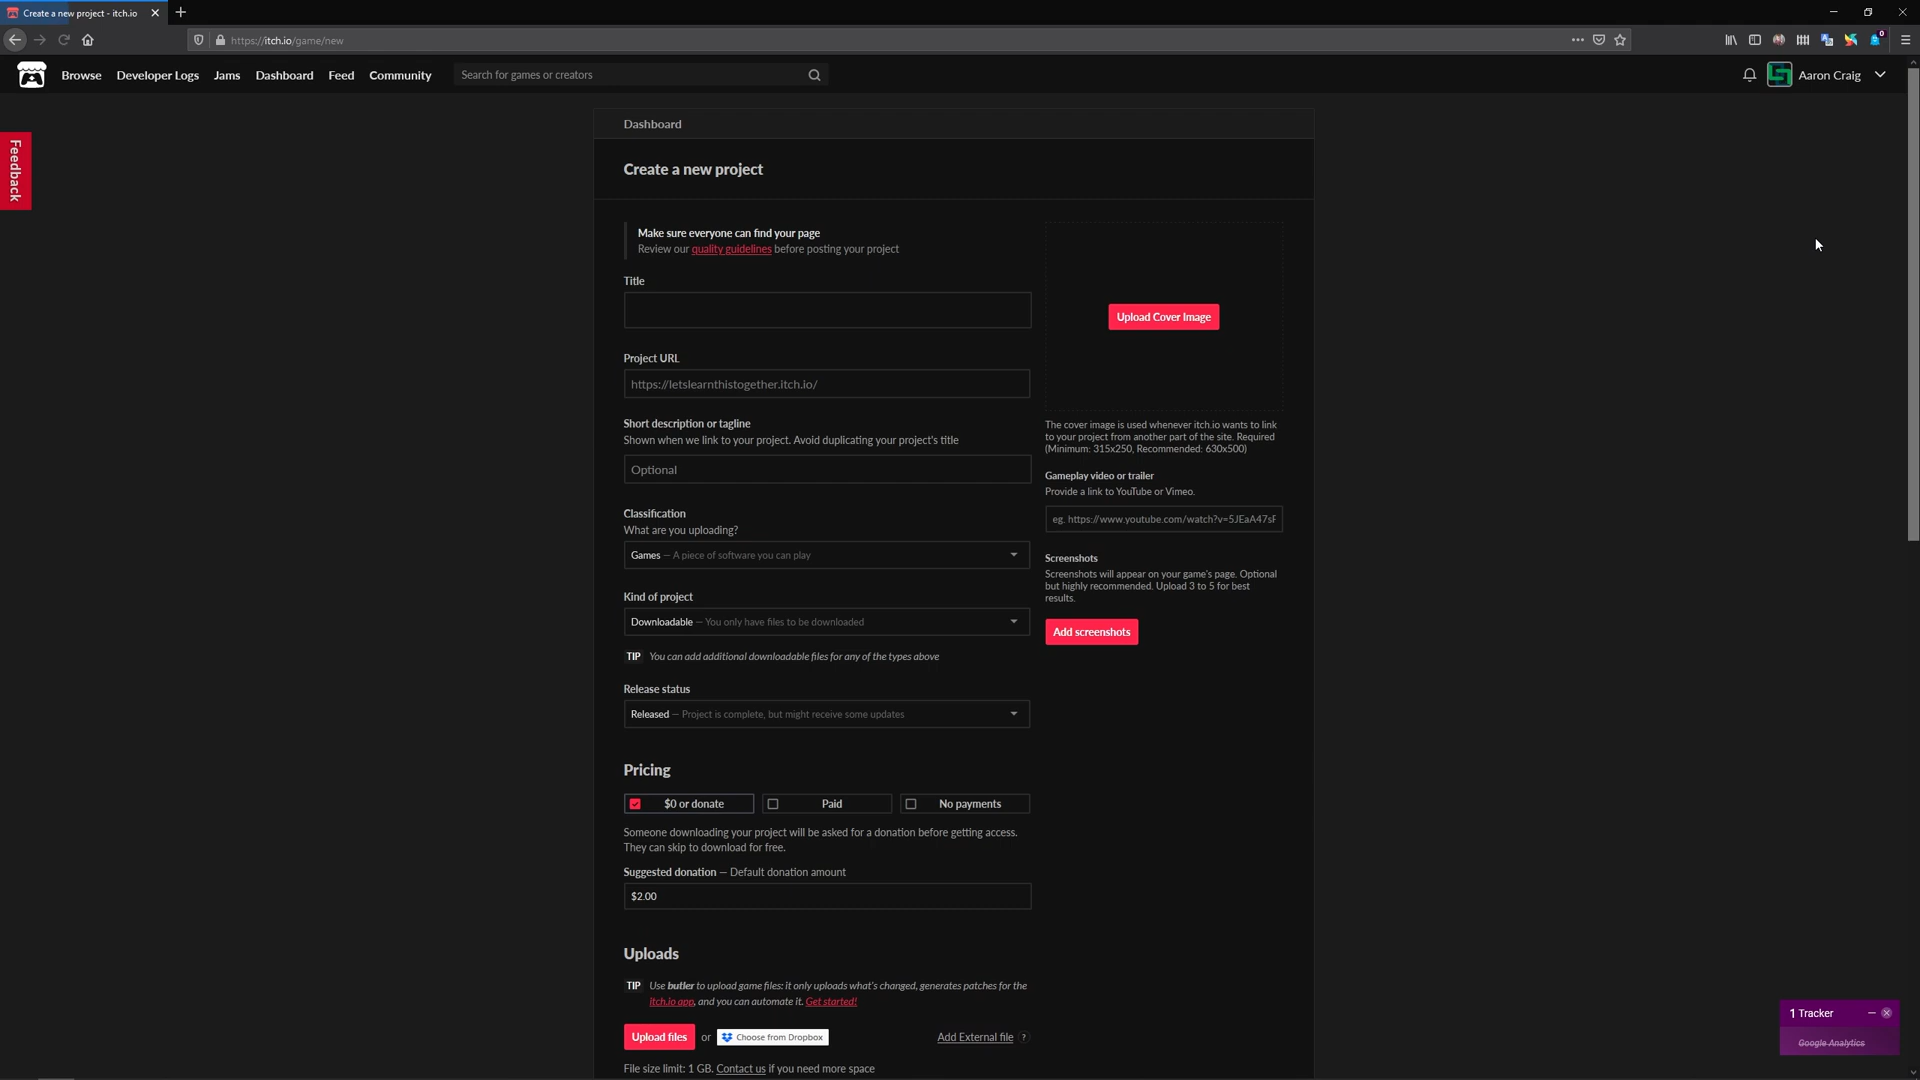 Create a new project - itch.io
https://itch.io/game/new
0
Browse
Developer Logs
Jams
Dashboard
Feed
Community
Search for games or creators
Aaron Craig
Feedback
Dashboard
Create a new project
Make sure everyone can find your page
Review our quality guidelines before posting your project
Title
Project URL
https://letslearnthistogether.itch.io/
Short description or tagline
Shown when we link to your project. Avoid duplicating your project's title
Optional
Classification
What are you uploading?
Games — A piece of software you can play
Kind of project
Downloadable — You only have files to be downloaded
TIP You can add additional downloadable files for any of the types above
Release status
Released — Project is complete, but might receive some updates
Pricing
$0 or donate
Paid
No payments
Someone downloading your project will be asked for a donation before getting access.
They can skip to download for free.
Suggested donation — Default donation amount
$2.00
Uploads
TIP Use butler to upload game files: it only uploads what's changed, generates patches for the
itch.io app, and you can automate it. Get started!
Upload files or Choose from Dropbox
Add External file ?
File size limit: 1 GB. Contact us if you need more space
Upload Cover Image
The cover image is used whenever itch.io wants to link
to your project from another part of the site. Required
(Minimum: 315x250, Recommended: 630x500)
Gameplay video or trailer
Provide a link to YouTube or Vimeo.
eg. https://www.youtube.com/watch?v=5JEaA47sF
Screenshots
Screenshots will appear on your game's page. Optional
but highly recommended. Upload 3 to 5 for best
results.
Add screenshots
1 Tracker
Google Analytics